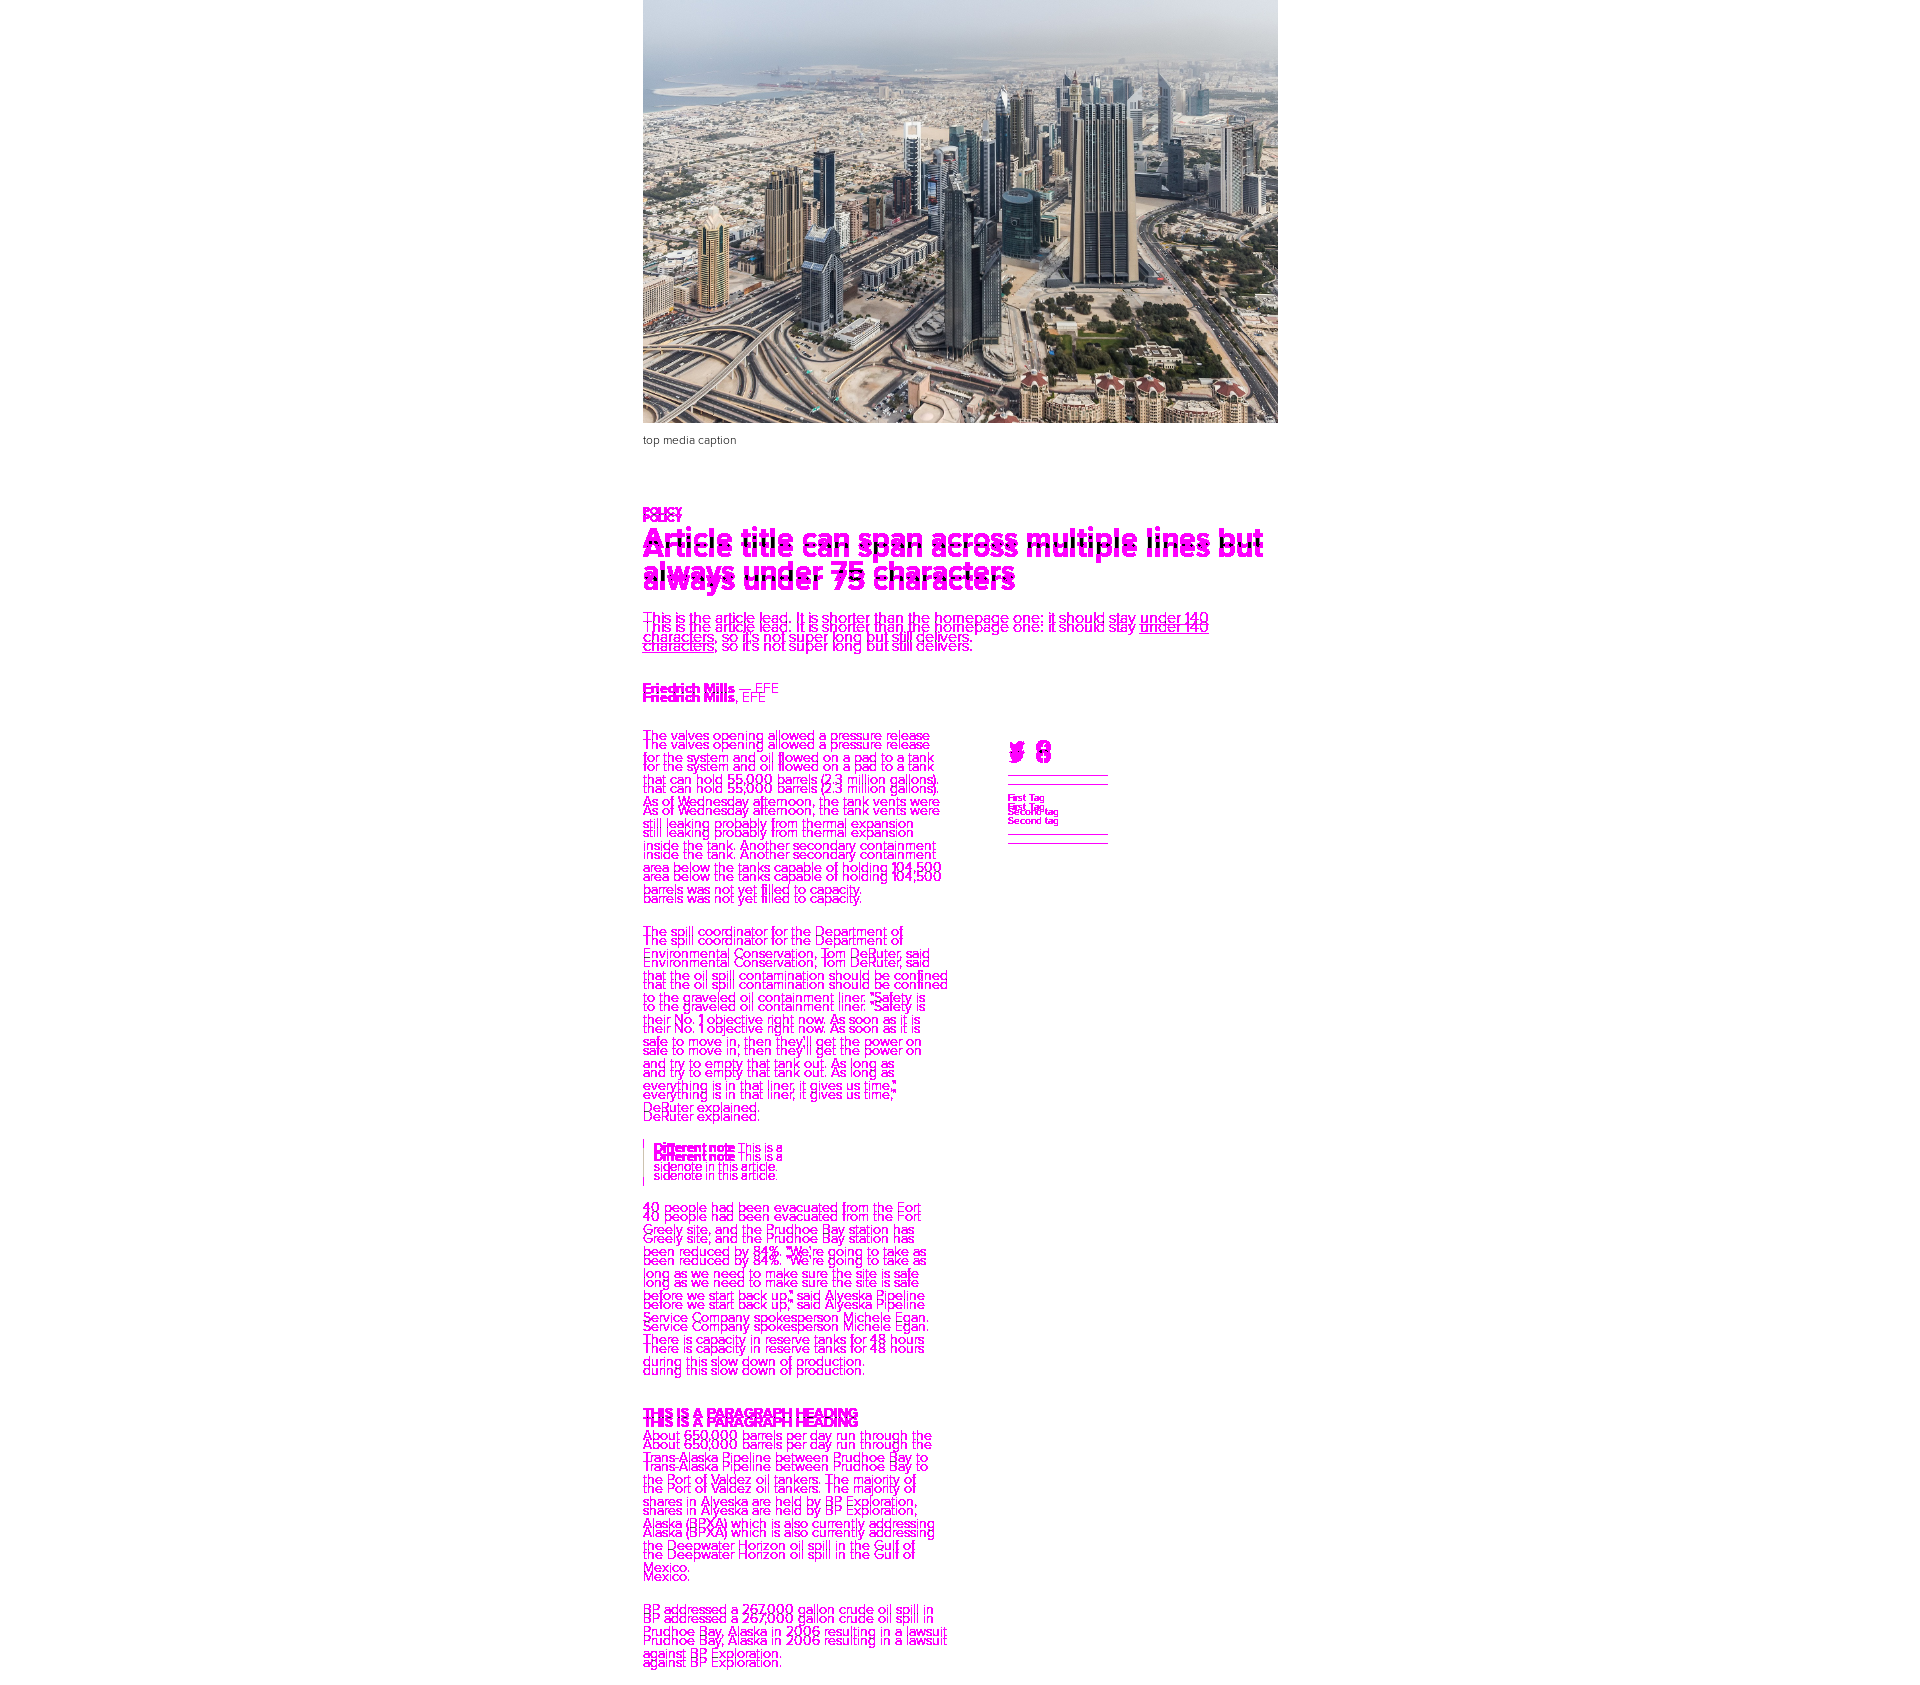 top media caption
POLICY
Article title can span across multiple lines but
always under 75 characters
This is the article lead. It is shorter than the homepage one: it should stay under 140
characters, so it's not super long but still delivers.
Friedrich Mills — EFE
Friedrich Mills, EFE
The valves opening allowed a pressure release
for the system and oil flowed on a pad to a tank
that can hold 55,000 barrels (2.3 million gallons).
As of Wednesday afternoon, the tank vents were
still leaking probably from thermal expansion
inside the tank. Another secondary containment
area below the tanks capable of holding 104,500
barrels was not yet filled to capacity.
First Tag
Second tag
The spill coordinator for the Department of
Environmental Conservation, Tom DeRuter, said
that the oil spill contamination should be confined
to the graveled oil containment liner. "Safety is
their No. 1 objective right now. As soon as it is
safe to move in, then they'll get the power on
and try to empty that tank out. As long as
everything is in that liner, it gives us time,"
DeRuter explained.
Different note This is a
sidenote in this article.
40 people had been evacuated from the Fort
Greely site, and the Prudhoe Bay station has
been reduced by 84%. "We're going to take as
long as we need to make sure the site is safe
before we start back up," said Alyeska Pipeline
Service Company spokesperson Michele Egan.
There is capacity in reserve tanks for 48 hours
during this slow down of production.
THIS IS A PARAGRAPH HEADING
About 650,000 barrels per day run through the
Trans-Alaska Pipeline between Prudhoe Bay to
the Port of Valdez oil tankers. The majority of
shares in Alyeska are held by BP Exploration,
Alaska (BPXA) which is also currently addressing
the Deepwater Horizon oil spill in the Gulf of
Mexico.
BP addressed a 267,000 gallon crude oil spill in
Prudhoe Bay, Alaska in 2006 resulting in a lawsuit
against BP Exploration.